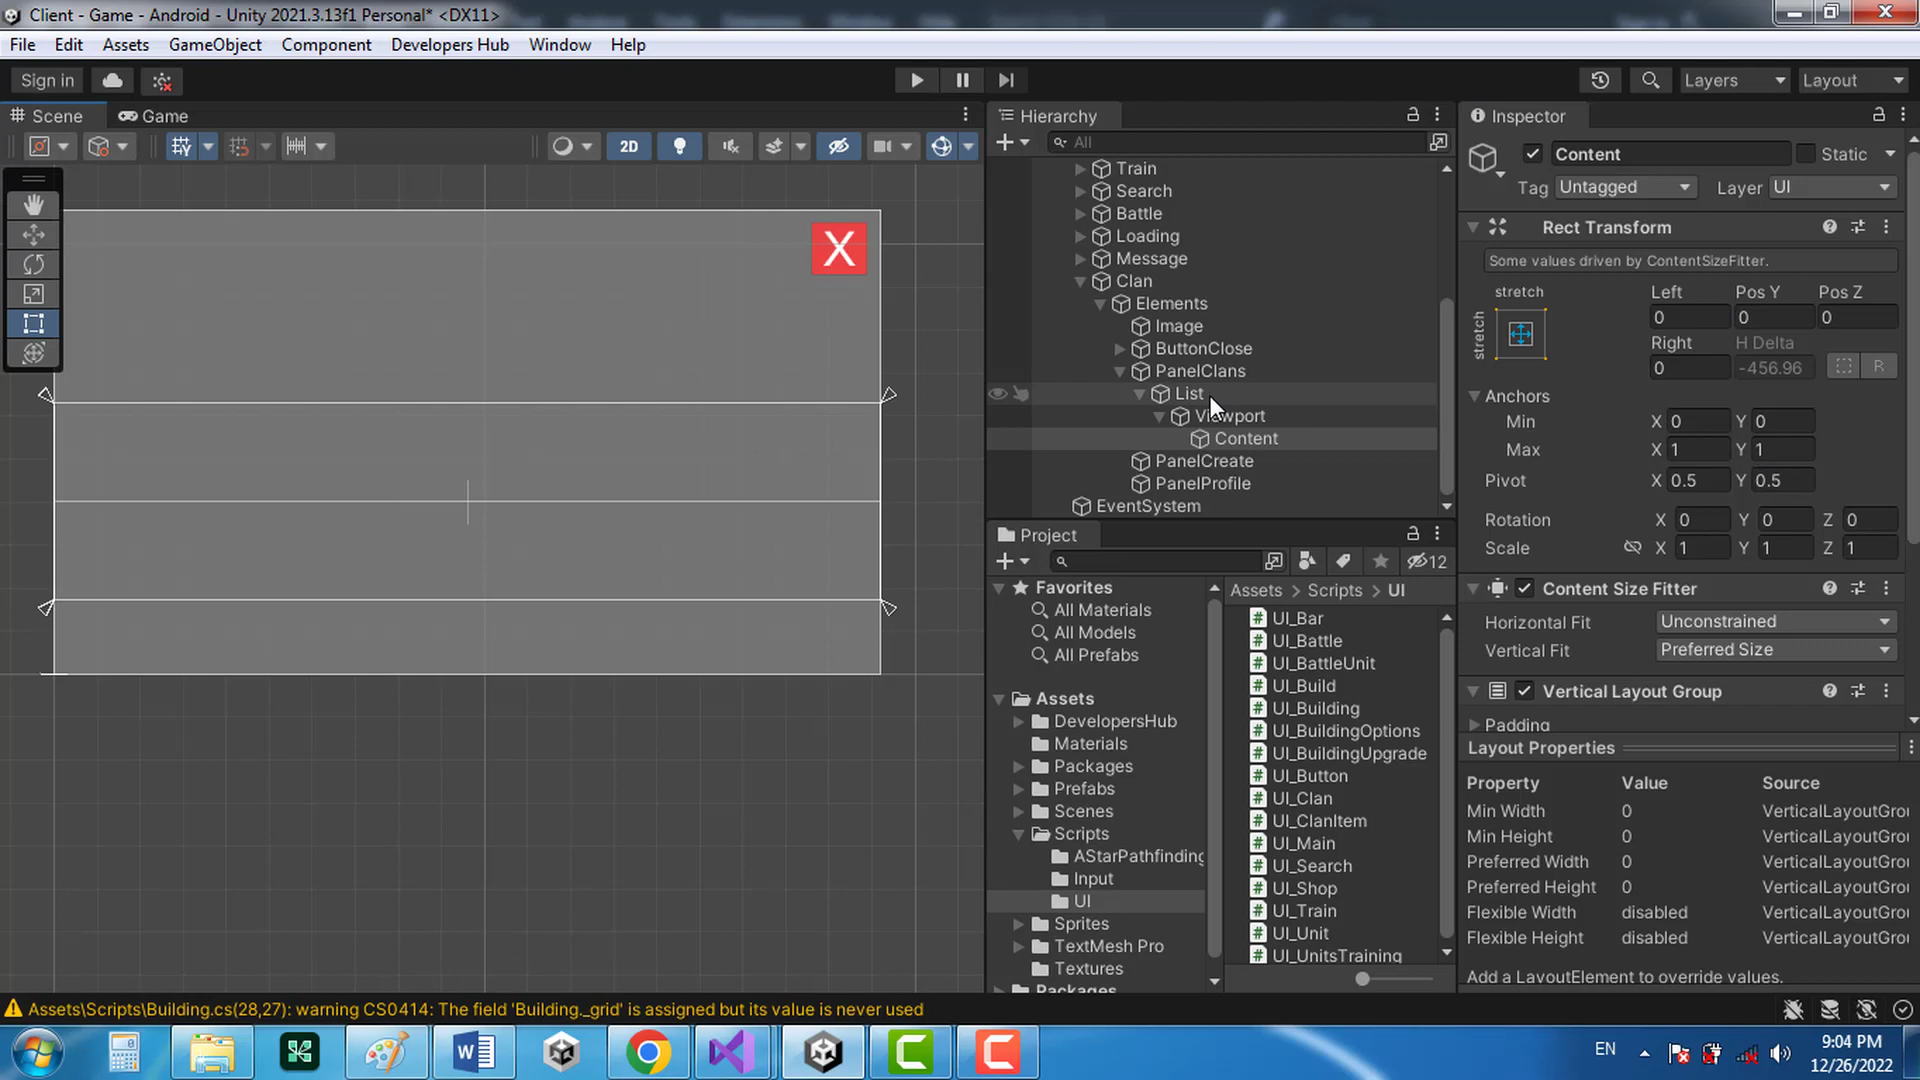 Client - Game - Android - Unity 2021.3.13f1 Personal* <DX11>
File Edit Assets GameObject Component Developers Hub Window Help
Sign in
Layers
Layout
Scene
Game
2D
X
Hierarchy
All
Train
Search
Battle
Loading
Message
Clan
Elements
Image
ButtonClose
PanelClans
List
Viewport
Content
PanelCreate
PanelProfile
EventSystem
Project
12
Favorites
All Materials
All Models
All Prefabs
Assets
DevelopersHub
Materials
Packages
Prefabs
Scenes
Scripts
AStarPathfinding
Input
UI
Sprites
TextMesh Pro
Textures
Packages
Assets > Scripts > UI
UI_Bar
UI_Battle
UI_BattleUnit
UI_Build
UI_Building
UI_BuildingOptions
UI_BuildingUpgrade
UI_Button
UI_Clan
UI_ClanItem
UI_Main
UI_Search
UI_Shop
UI_Train
UI_Unit
UI_UnitsTraining
Inspector
Content
Static
Tag Untagged Layer UI
Rect Transform
Some values driven by ContentSizeFitter.
stretch Left Pos Y Pos Z
stretch 0 0 0
Right H Delta
0 -456.96 R
Anchors
Min X 0 Y 0
Max X 1 Y 1
Pivot X 0.5 Y 0.5
Rotation X 0 Y 0 Z 0
Scale X 1 Y 1 Z 1
Content Size Fitter
Horizontal Fit Unconstrained
Vertical Fit Preferred Size
Vertical Layout Group
Padding
Layout Properties
Property Value Source
Min Width 0 VerticalLayoutGro
Min Height 0 VerticalLayoutGro
Preferred Width 0 VerticalLayoutGro
Preferred Height 0 VerticalLayoutGro
Flexible Width disabled VerticalLayoutGro
Flexible Height disabled VerticalLayoutGro
Add a LayoutElement to override values.
Assets\Scripts\Building.cs(28,27): warning CS0414: The field 'Building._grid' is assigned but its value is never used
EN
9:04 PM
12/26/2022